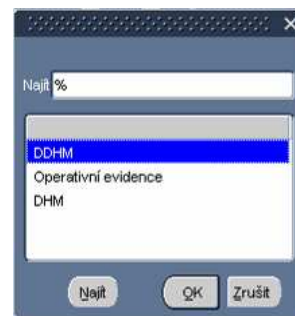 Najít %
DDHM
Operativní evidence
DHM
Najít OK Zrušit